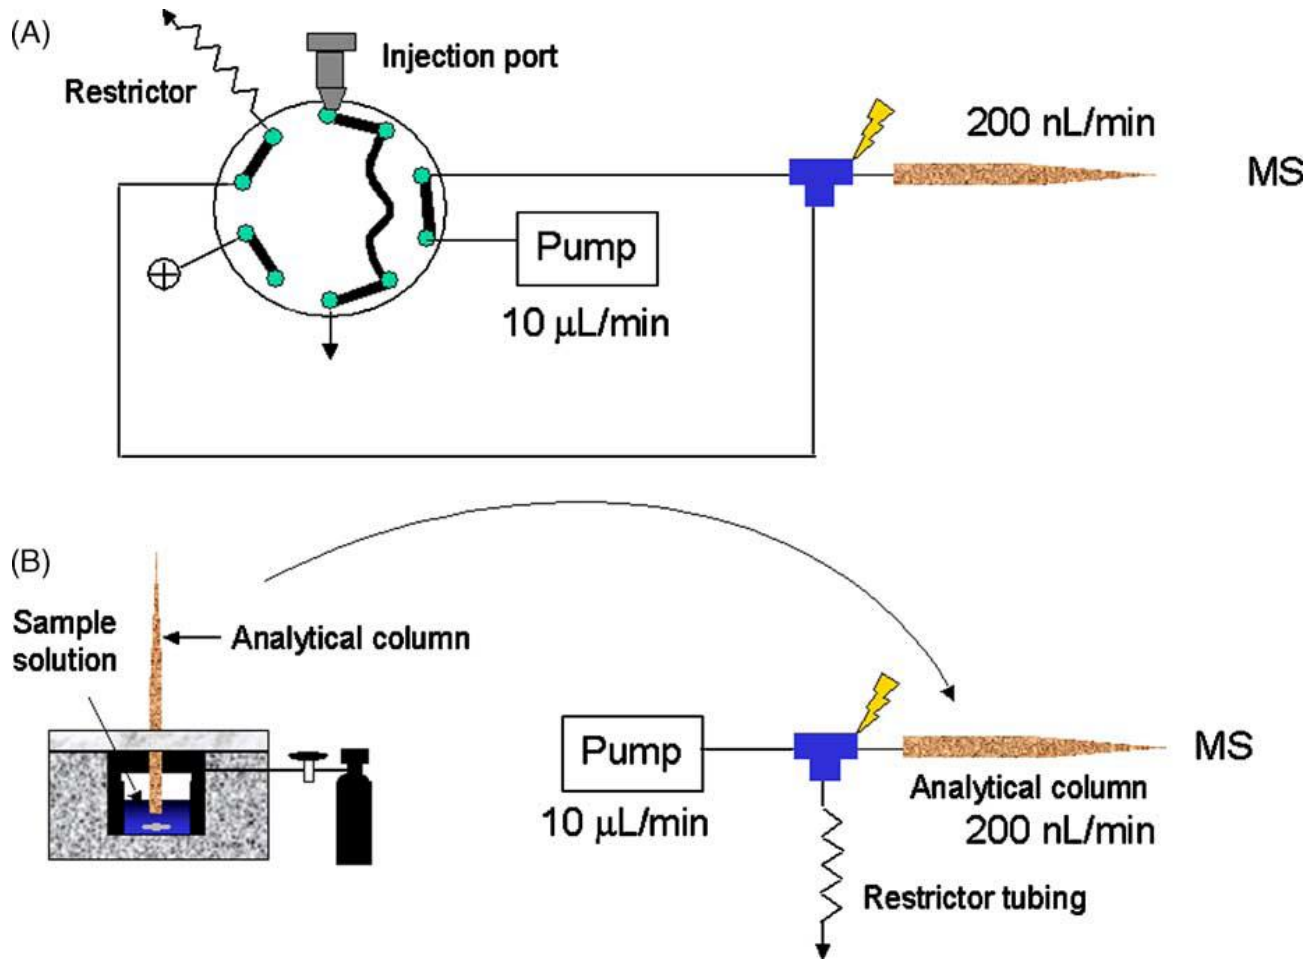 (A)
Injection port
Restrictor
200 nL/min
MS
Pump
10 μL/min
(B)
Sample
solution
Analytical column
Pump
MS
10 μL/min
Analytical column
200 nL/min
Restrictor tubing